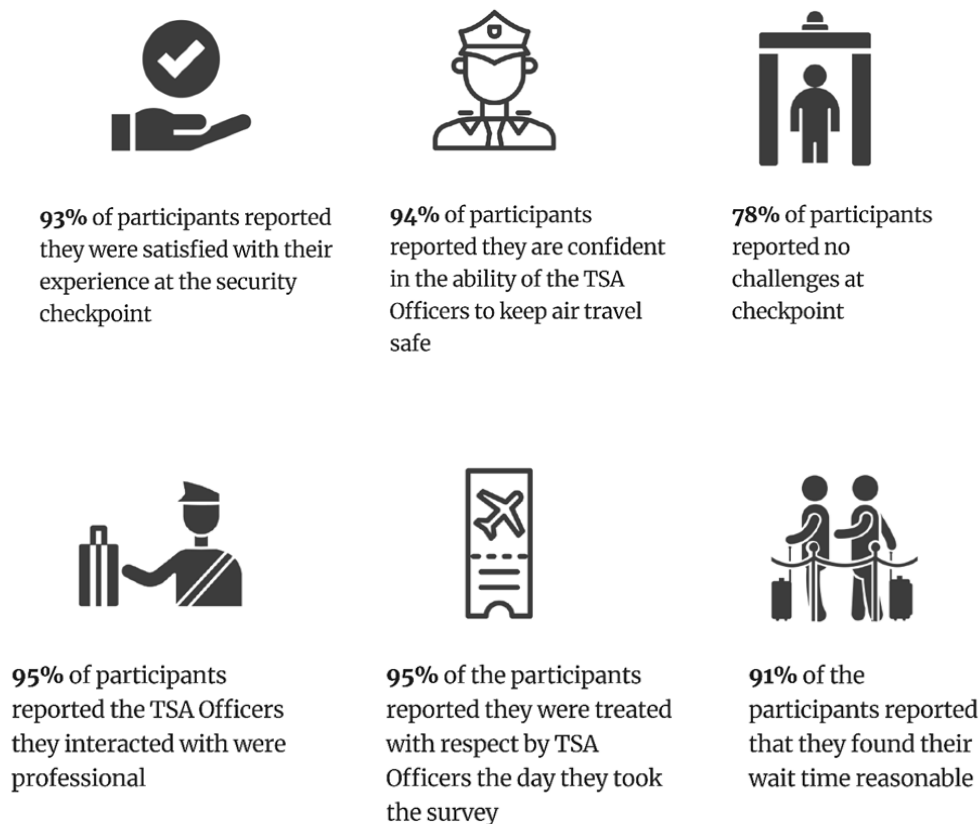 93% of participants reported
they were satisfied with their
experience at the security
checkpoint
94% of participants
reported they are confident
in the ability of the TSA
Officers to keep air travel
safe
78% of participants
reported no
challenges at
checkpoint
95% of participants
reported the TSA Officers
they interacted with were
professional
95% of the participants
reported they were treated
with respect by TSA
Officers the day they took
the survey
91% of the
participants reported
that they found their
wait time reasonable